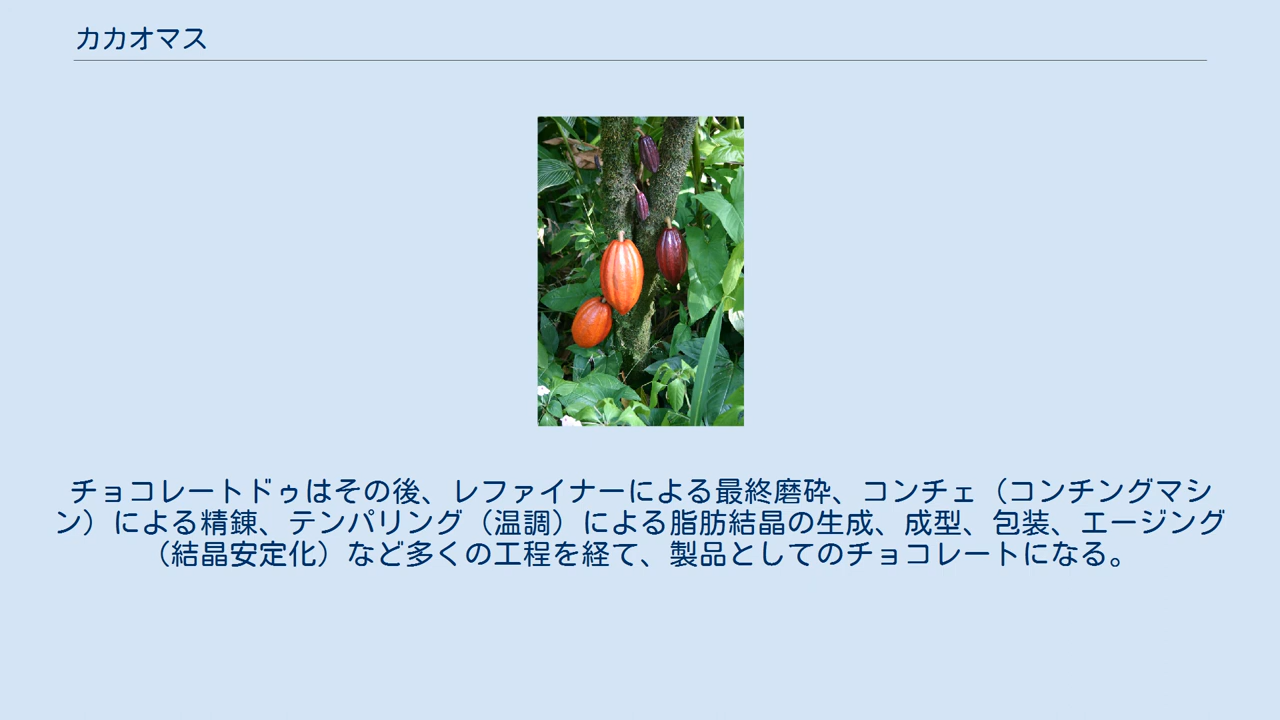 カカオマス
チョコレートドゥはその後、レファイナーによる最終磨砕、コンチェ（コンチングマシ
ン）による精錬、テンパリング（温調）による脂肪結晶の生成、成型、包装、エージング
（結晶安定化）など多くの工程を経て、製品としてのチョコレートになる。